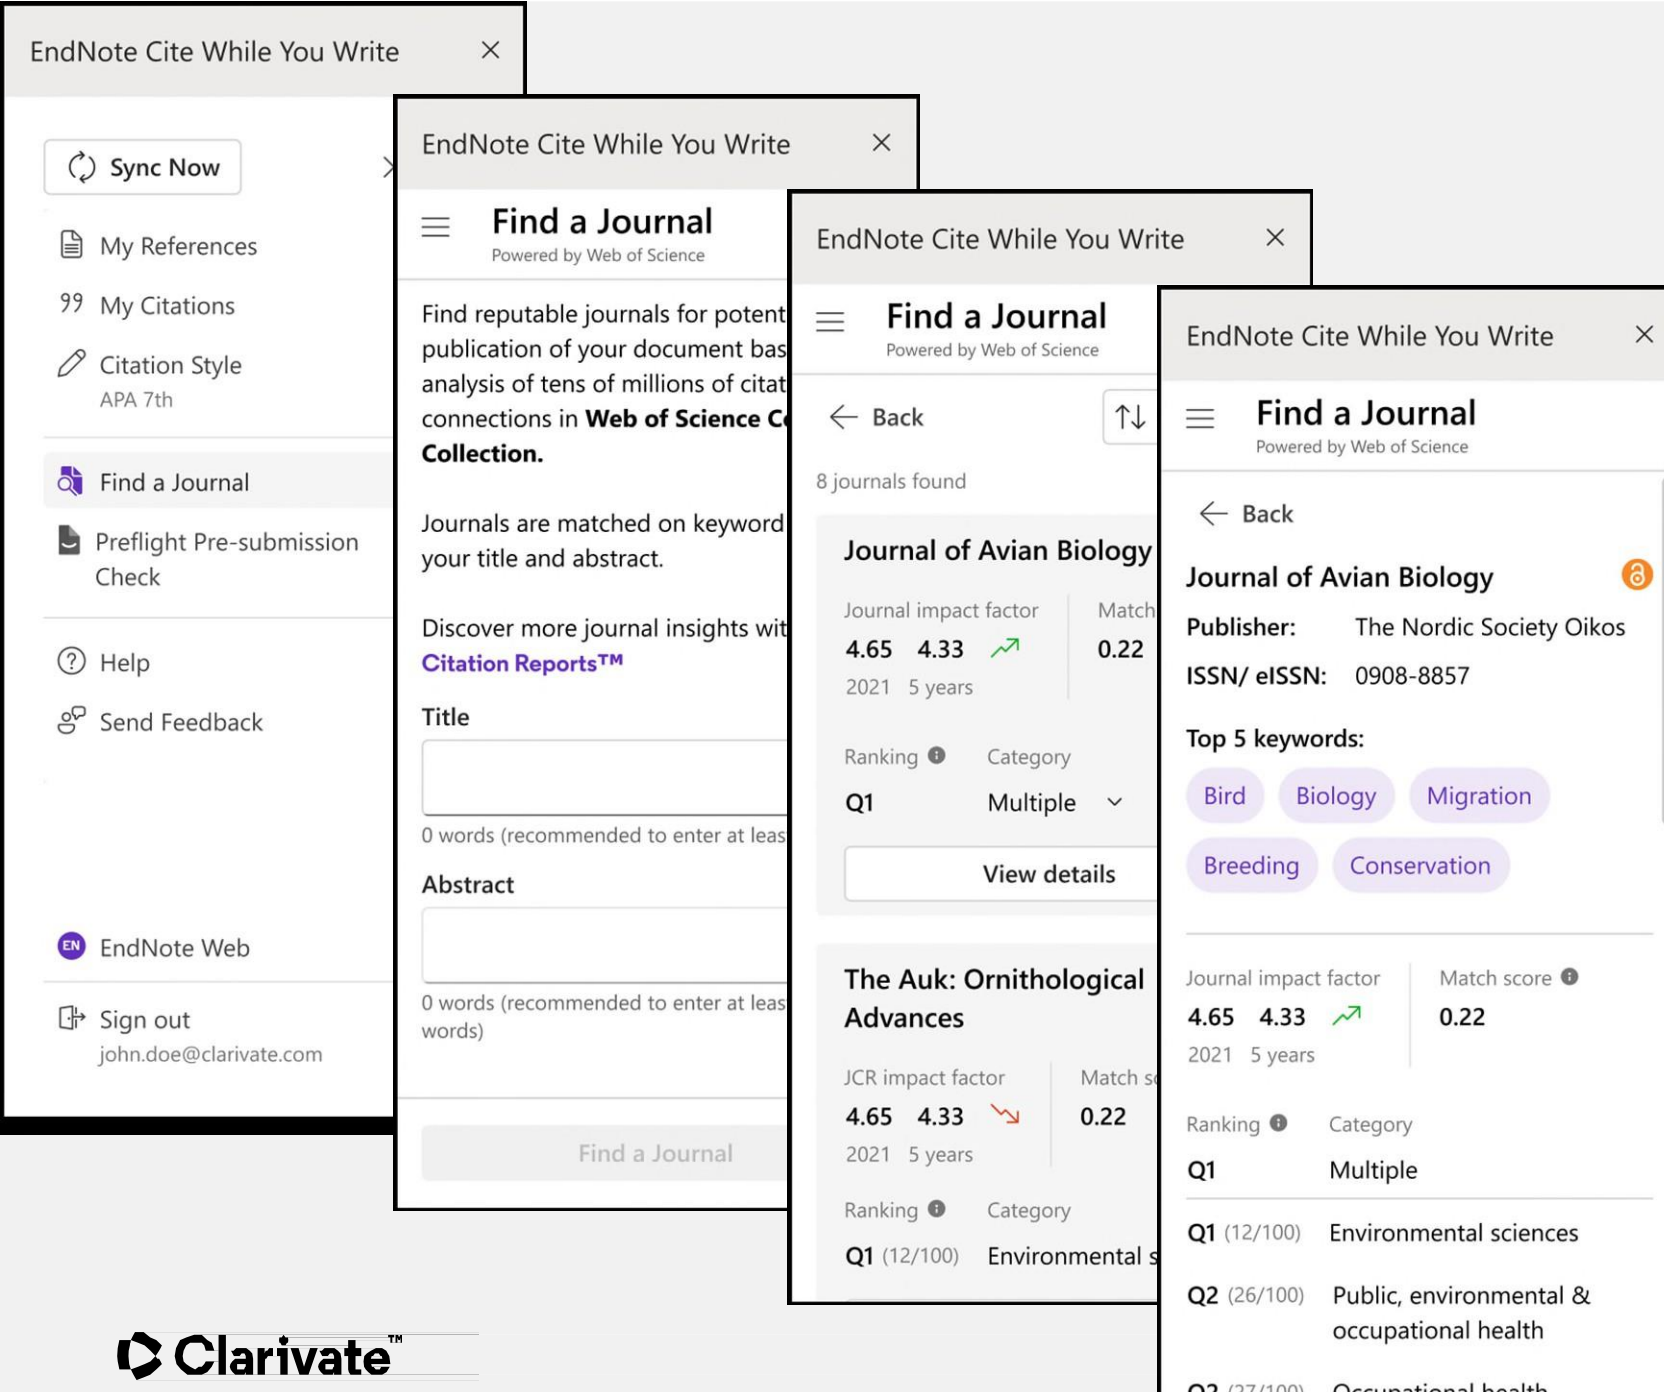 EndNote Cite While You Write
Sync Now
My References
My Citations
Citation Style
APA 7th
Find a Journal
Preflight Pre-submission
Check
Help
Send Feedback
EN EndNote Web
Sign out
john.doe@clarivate.com
EndNote Cite While You Write
Find a Journal
Powered by Web of Science
Find reputable journals for
publication of your document
analysis of tens of millions of
connections in Web of Science
Collection.
Journals are matched on keyword
your title and abstract.
Discover more journal insights
Citation Reports™
Title
0 words (recommended to enter at
Abstract
0 words (recommended to enter at
words)
Find a Journal
EndNote Cite While You Write
Find a Journal
Powered by Web of Science
Back
8 journals found
Journal of Avian Biology
Journal impact factor Match
4.65 4.33 0.22
2021 5 years
Ranking Category
Q1 Multiple
View details
The Auk: Ornithological
Advances
JCR impact factor Match
4.65 4.33 0.22
2021 5 years
Ranking Category
Q1 (12/100) Environmental
EndNote Cite While You Write
Find a Journal
Powered by Web of Science
Back
Journal of Avian Biology
Publisher: The Nordic Society Oikos
ISSN/ eISSN: 0908-8857
Top 5 keywords:
Bird Biology Migration
Breeding Conservation
Journal impact factor Match score
4.65 4.33 0.22
2021 5 years
Ranking Category
Q1 Multiple
Q1 (12/100) Environmental sciences
Q2 (26/100) Public, environmental &
occupational health
(27/100) Occupational health
Clarivate™